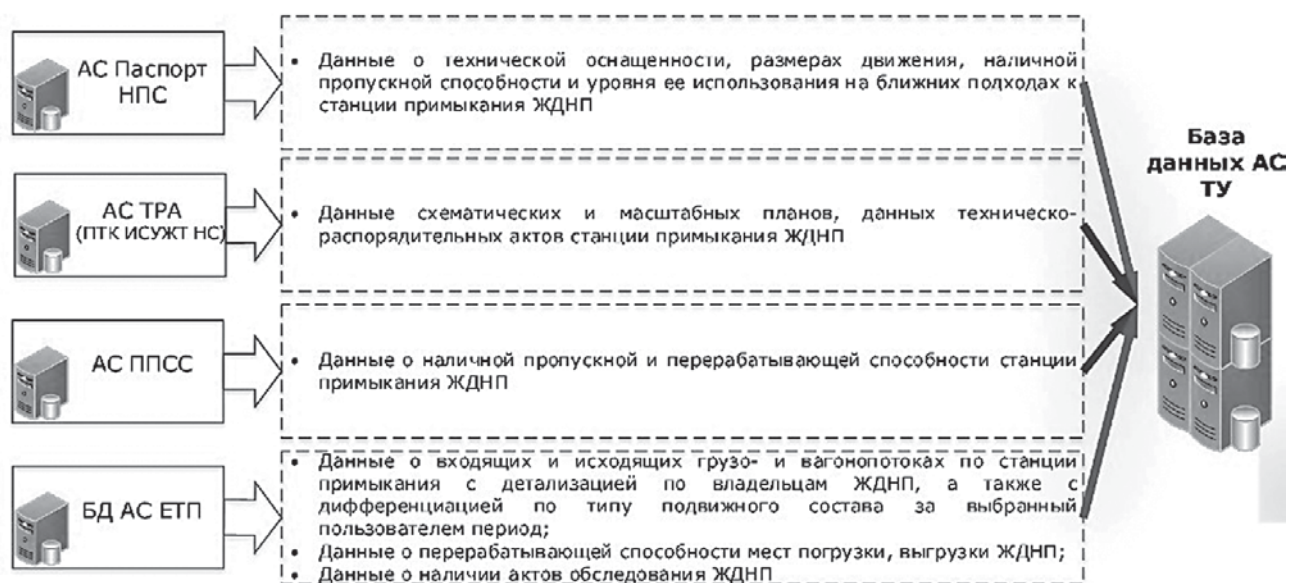 АС Паспорт
НПС
• Данные о технической оснащенности, размерах движения, наличной
пропускной способности и уровня ее использования на ближних подходах к
станции примыкания ЖДНП
АС ТРА
(ПТК ИСУЖТ НС)
• Данные схематических и масштабных планов, данных техническо-
распорядительных актов станции примыкания ЖДНП
АС ППСС
• Данные о наличной пропускной и перерабатывающей способности станции
примыкания ЖДНП
БД АС ЕТП
• Данные о входящих и исходящих грузо- и вагонопотоках по станции
примыкания с детализацией по владельцам ЖДНП, а также с
дифференциацией по типу подвижного состава за выбранный
пользователем период;
• Данные о перерабатывающей способности мест погрузки, выгрузки ЖДНП;
• Данные о наличии актов обследования ЖДНП
База
данных АС
ТУ